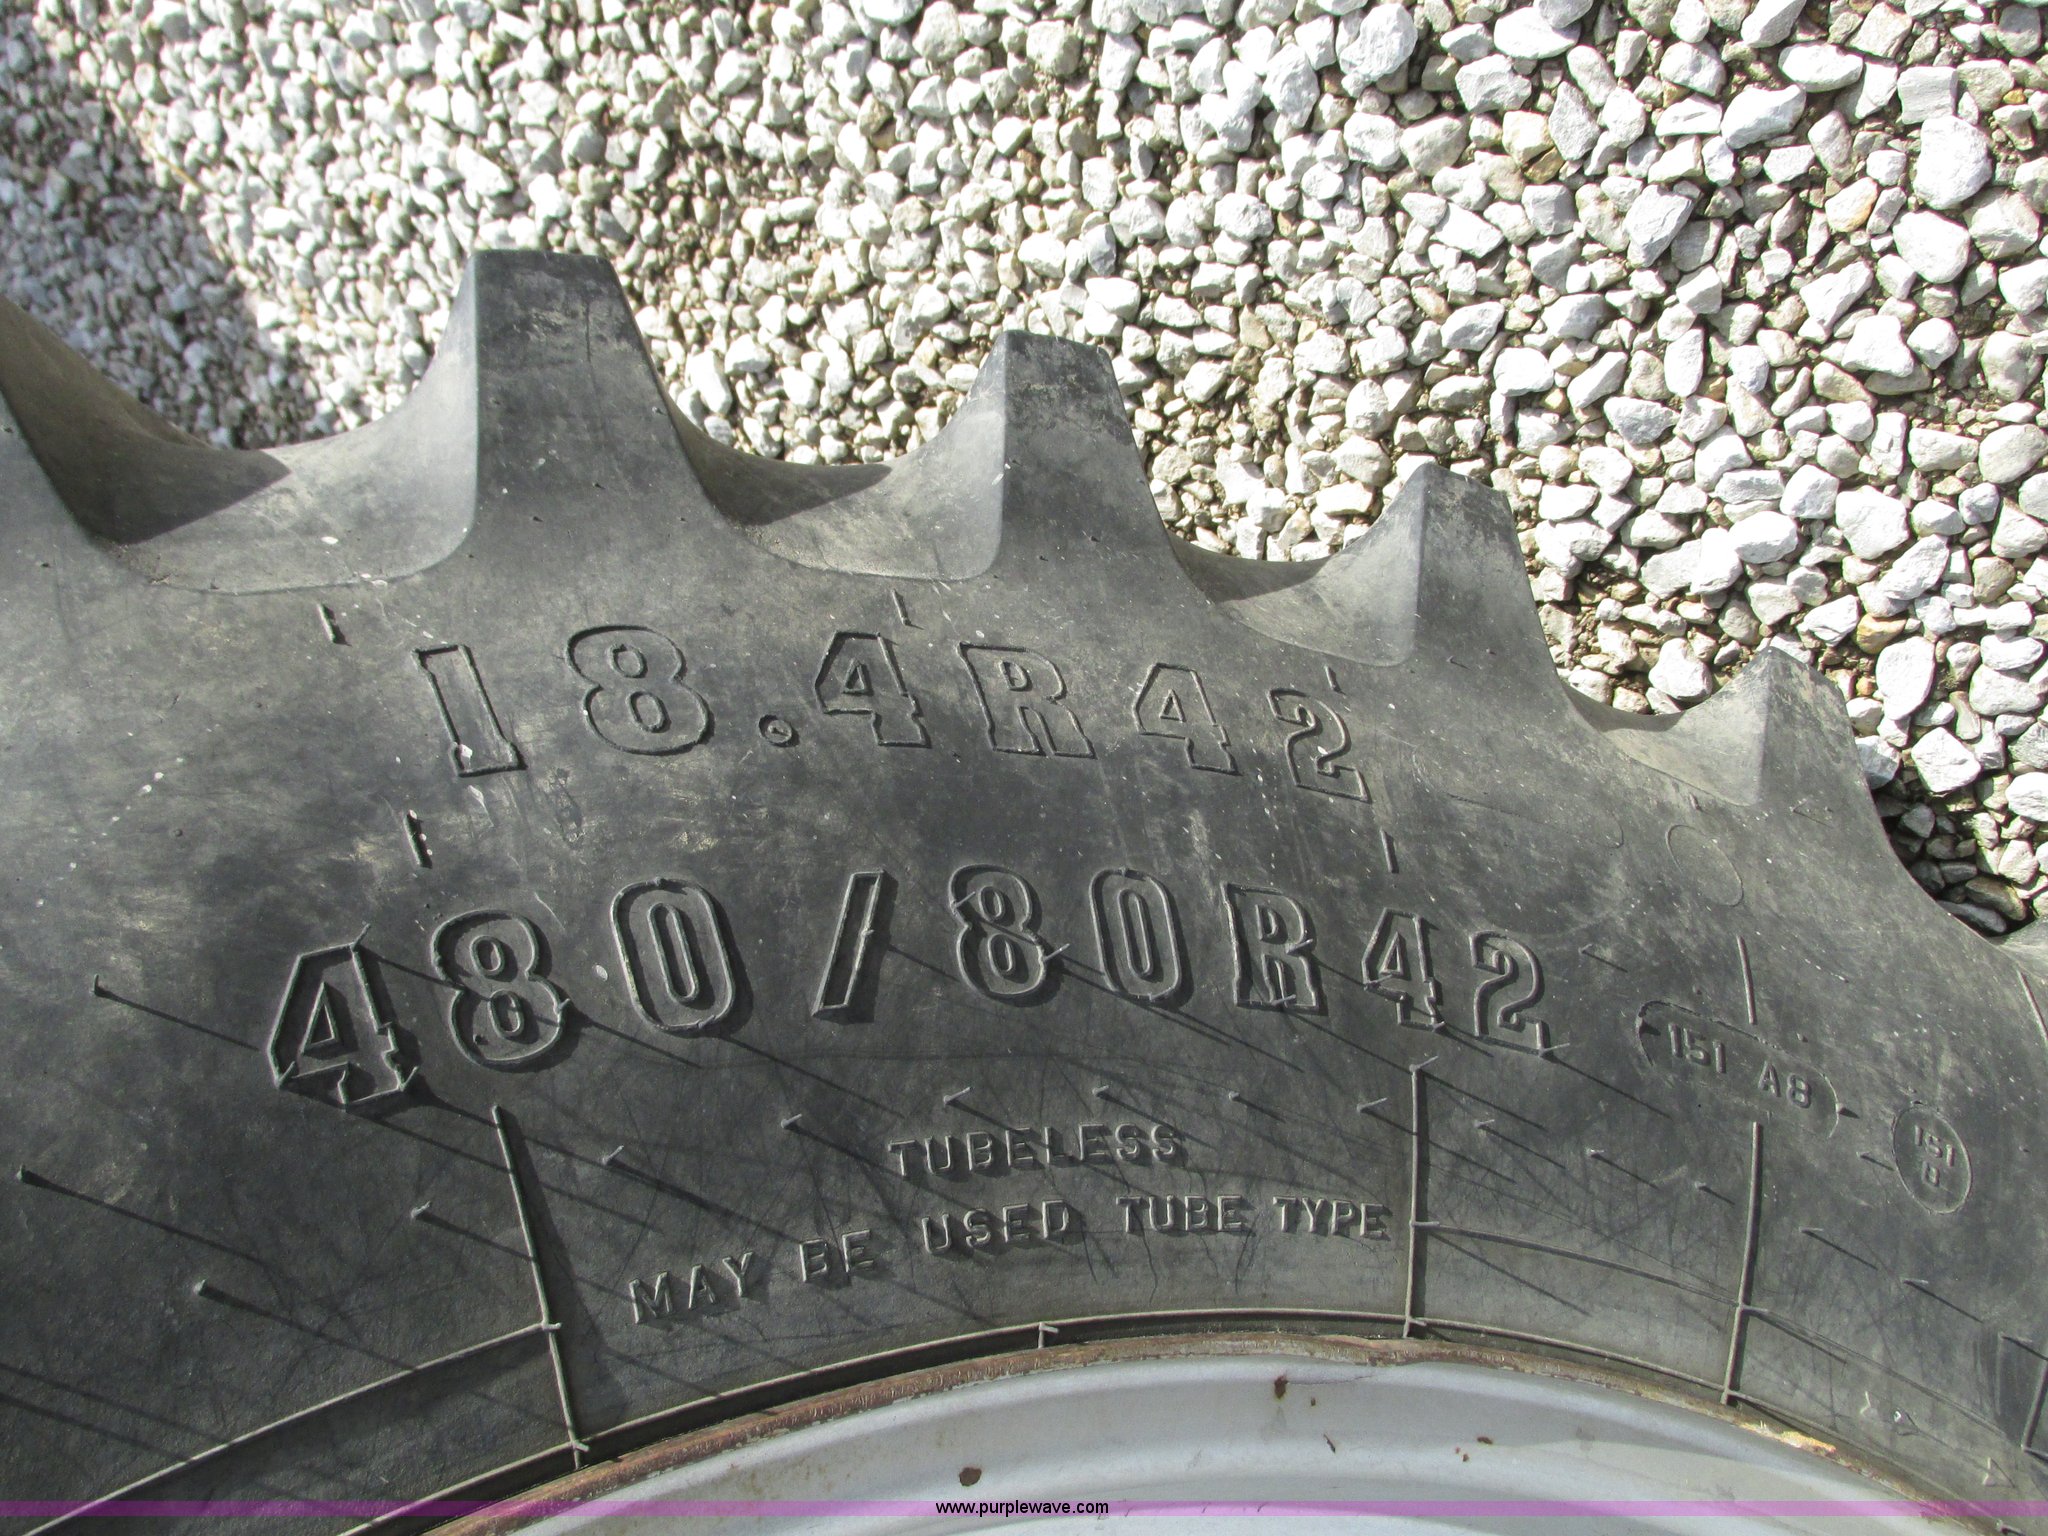 18.4R42
480/80R42
151 A8
151
TUBELESS
MAY BE USED TUBE TYPE
www.purplewave.com